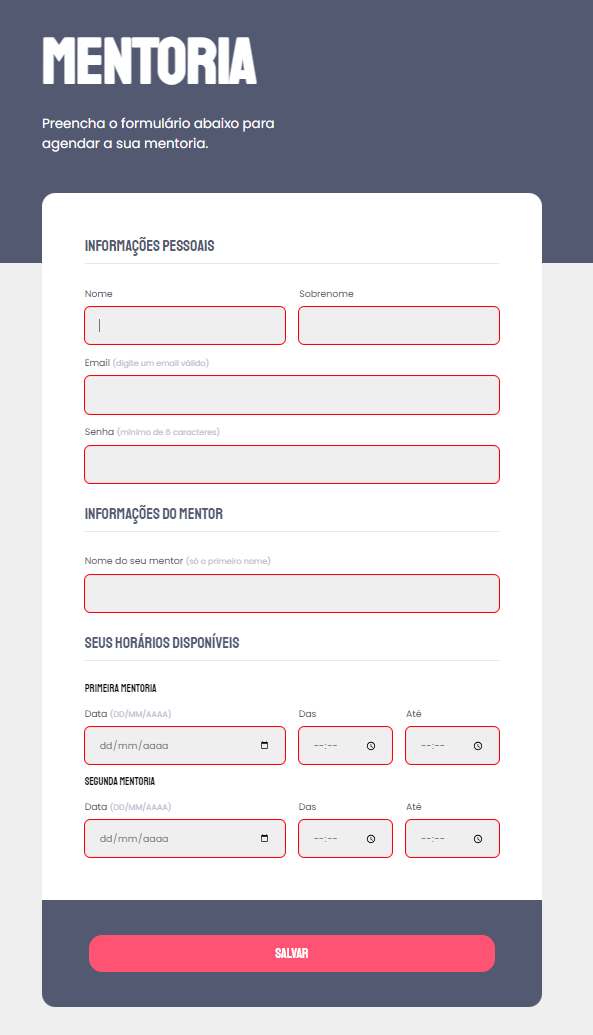 MENTORIA
Preencha o formulário abaixo para
agendar a sua mentoria.
INFORMAÇÕES PESSOAIS
Nome Sobrenome
Email (digite um email válido)
Senha (mínimo de 6 caracteres)
INFORMAÇÕES DO MENTOR
Nome do seu mentor (só o primeiro name)
SEUS HORÁRIOS DISPONÍVEIS
PRIMEIRA MENTORIA
Data (DD/MM/AAAA) Das Até
dd/mm/aaaa --:-- --:--
SEGUNDA MENTORIA
Data (DD/MM/AAAA) Das Até
dd/mm/aaaa --:-- --:--
SALVAR